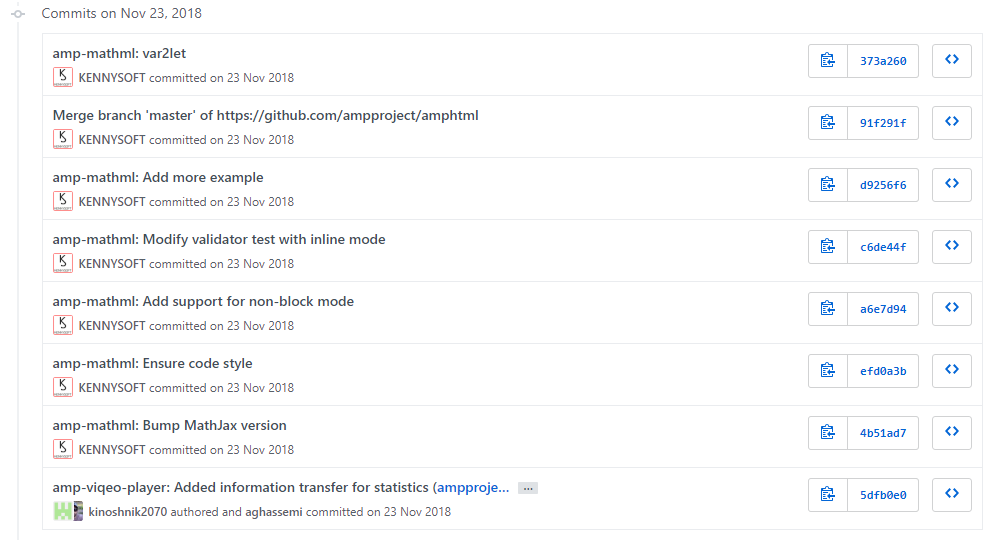 Commits on Nov 23, 2018
amp-mathml: var2let
KENNYSOFT committed on 23 Nov 2018
373a260
Merge branch 'master' of https://github.com/ampproject/amphtml
KENNYSOFT committed on 23 Nov 2018
91f291f
amp-mathml: Add more example
KENNYSOFT committed on 23 Nov 2018
d9256f6
amp-mathml: Modify validator test with inline mode
KENNYSOFT committed on 23 Nov 2018
c6de44f
amp-mathml: Add support for non-block mode
KENNYSOFT committed on 23 Nov 2018
a6e7d94
amp-mathml: Ensure code style
KENNYSOFT committed on 23 Nov 2018
efd0a3b
amp-mathml: Bump MathJax version
KENNYSOFT committed on 23 Nov 2018
4b51ad7
amp-viqeo-player: Added information transfer for statistics (ampproje… …
kinoshnik2070 authored and aghassemi committed on 23 Nov 2018
5dfb0e0